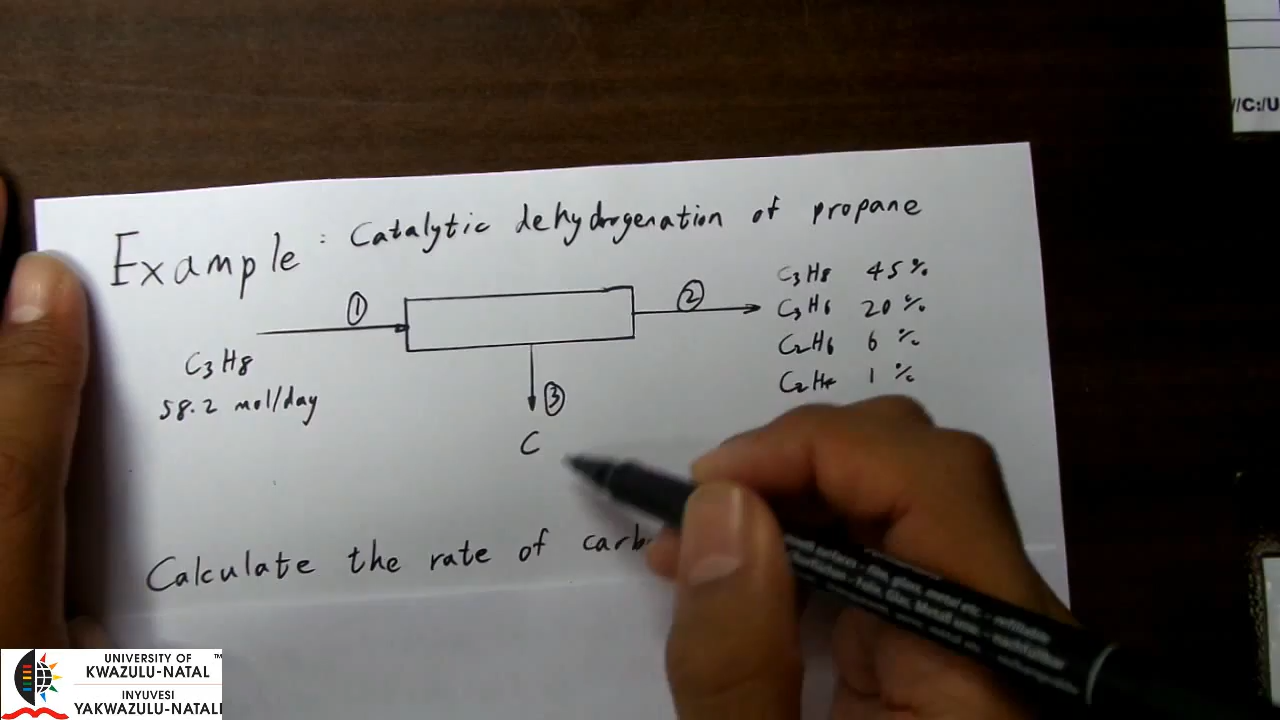 //C:/U
Example : Catalytic dehydrogenation of propane
① ②
C3H8 45 %
C3H6 20 %
C2H6 6 %
C2H4 1 %
C3H8
58.2 mol/day
③
C
Calculate the rate of carb
UNIVERSITY OF ™
KWAZULU-NATAL
INYUVESI
YAKWAZULU-NATALI